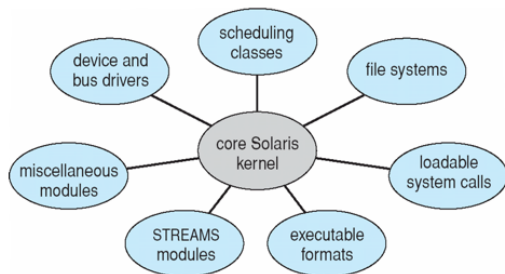 scheduling
classes
device and
bus drivers
file systems
core Solaris
kernel
miscellaneous
modules
loadable
system calls
STREAMS
modules
executable
formats